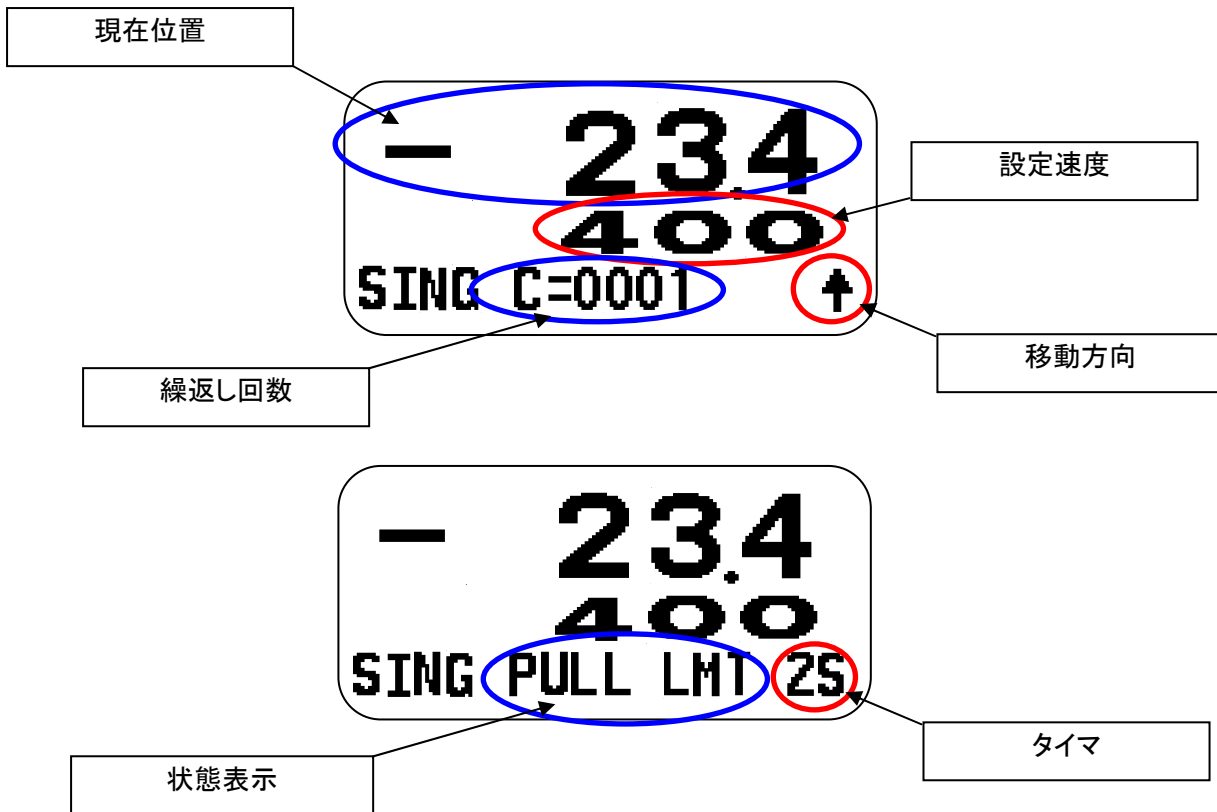 現在位置
- 23.4
設定速度
400
SING C=0001 ↑
移動方向
繰返し回数
- 23.4
400
SING PULL LMT 2S
タイマ
状態表示